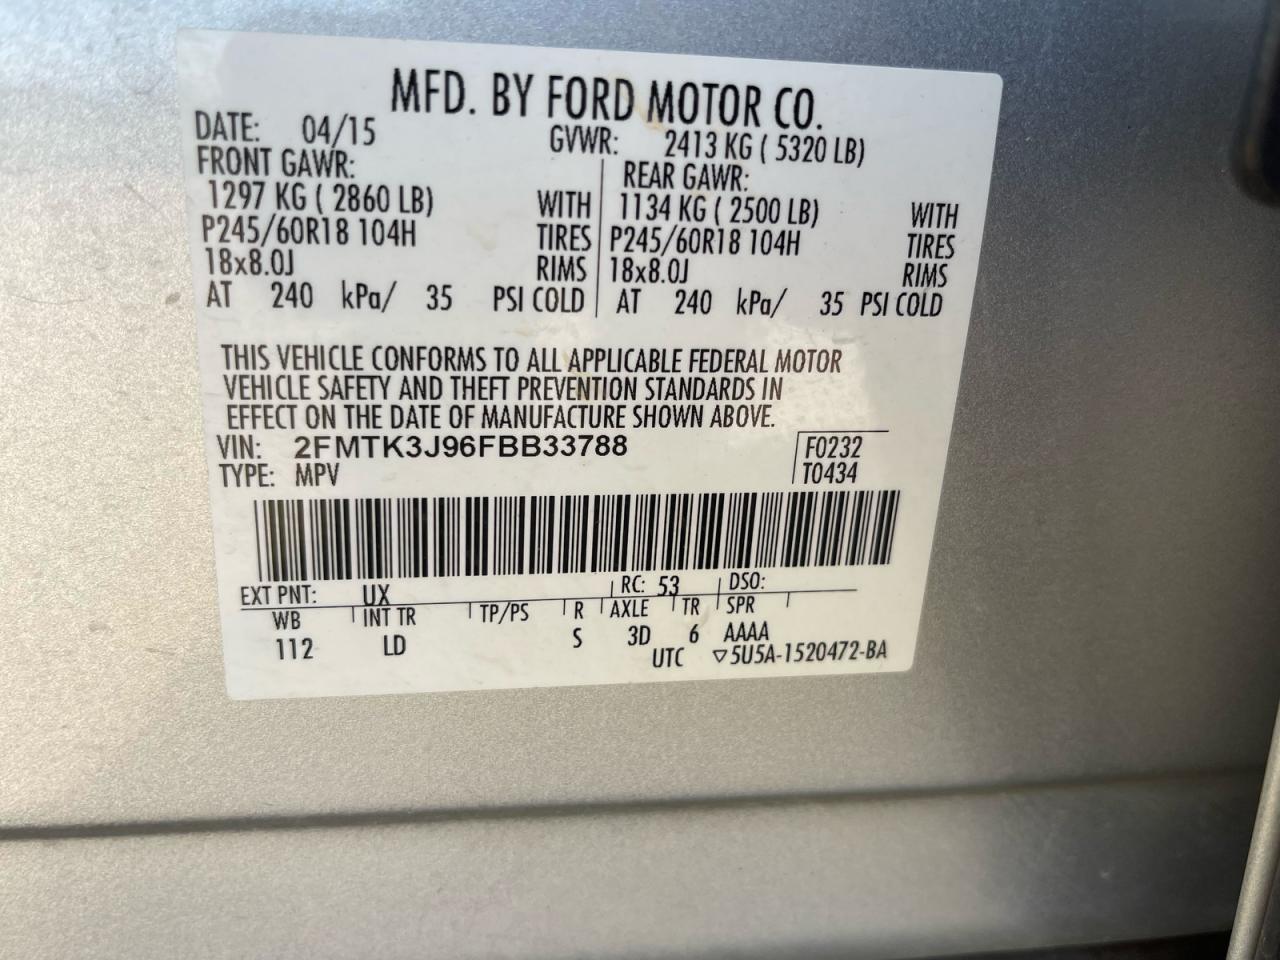 MFD. BY FORD MOTOR CO.
DATE: 04/15 GVWR: 2413 KG ( 5320 LB)
FRONT GAWR: REAR GAWR:
1297 KG ( 2860 LB) WITH 1134 KG ( 2500 LB) WITH
P245/60R18 104H TIRES P245/60R18 104H TIRES
18x8.0J RIMS 18x8.0J RIMS
AT 240 kPa/ 35 PSI COLD AT 240 kPa/ 35 PSI COLD
THIS VEHICLE CONFORMS TO ALL APPLICABLE FEDERAL MOTOR
VEHICLE SAFETY AND THEFT PREVENTION STANDARDS IN
EFFECT ON THE DATE OF MANUFACTURE SHOWN ABOVE.
VIN: 2FMTK3J96FBB33788 F0232
TYPE: MPV T0434
EXT PNT: UX RC: 53 DSO:
WB INT TR TP/PS R AXLE TR SPR
112 LD S 3D 6 AAAA
UTC ▽5U5A-1520472-BA